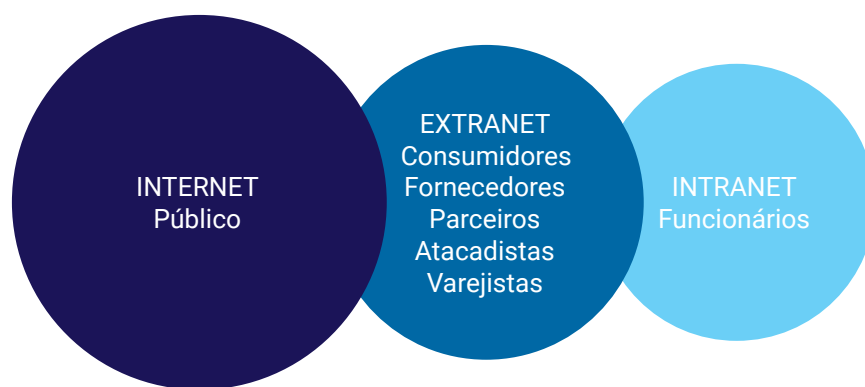 INTERNET
Público
EXTRANET
Consumidores
Fornecedores
Parceiros
Atacadistas
Varejistas
INTRANET
Funcionários